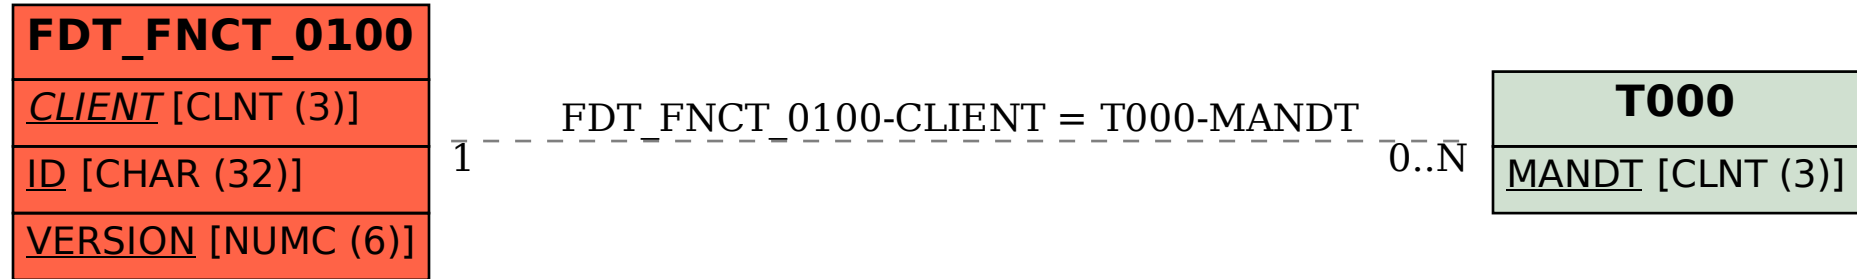 FDT_FNCT_0100
CLIENT [CLNT (3)]
ID [CHAR (32)]
VERSION [NUMC (6)]
FDT_FNCT_0100-CLIENT = T000-MANDT
1
0..N
T000
MANDT [CLNT (3)]